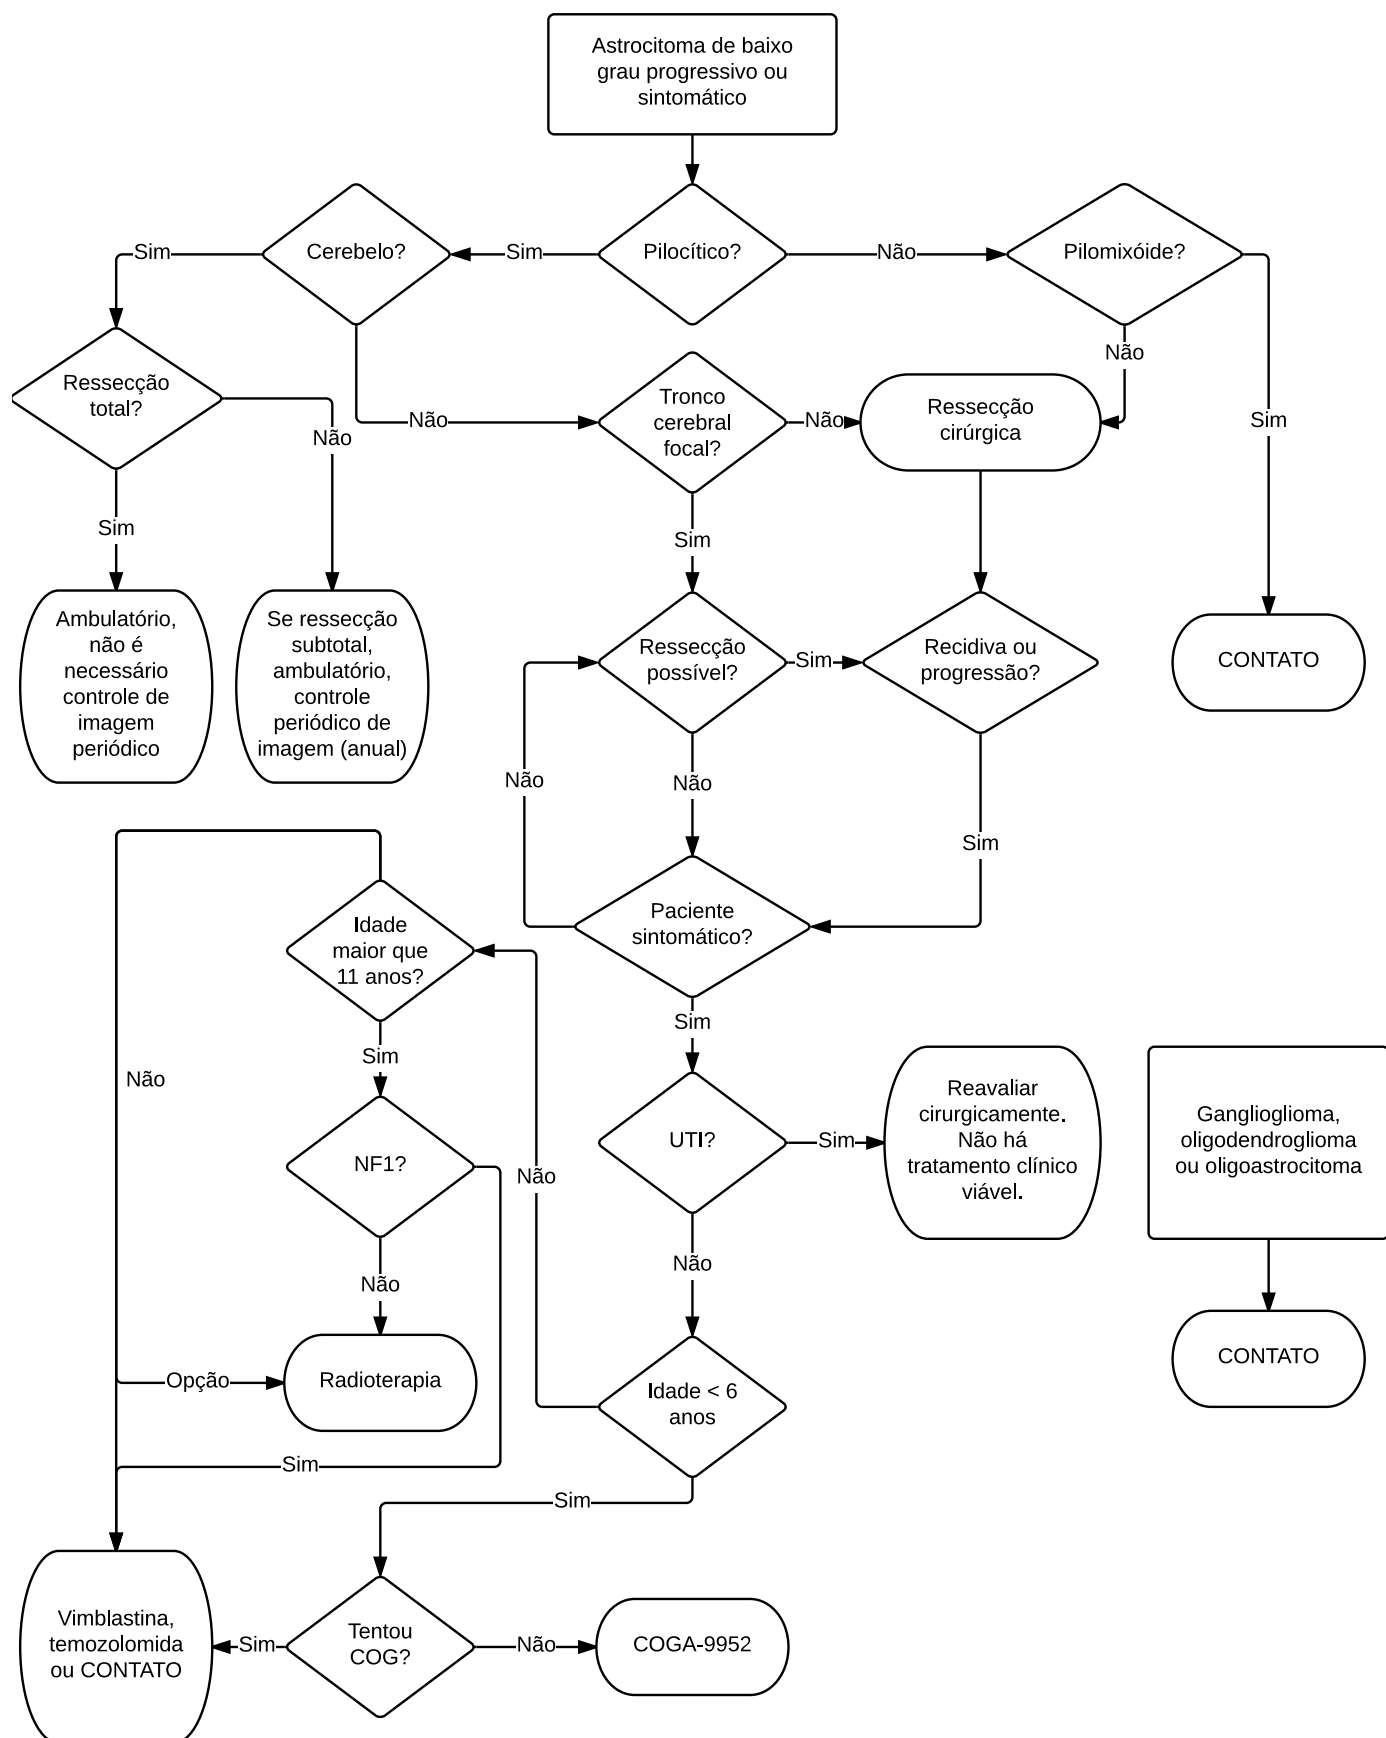 Astrocitoma de baixo
grau progressivo ou
sintomático
Cerebelo?
Pilocítico?
Pilomixóide?
Sim
Sim
Não
Ressecção
total?
Não
Tronco
cerebral
focal?
Não
Ressecção
cirúrgica
Não
Não
Sim
Sim
Sim
Ambulatório,
não é
necessário
controle de
imagem
periódico
Se ressecção
subtotal,
ambulatório,
controle
periódico de
imagem (anual)
Ressecção
possível?
Sim
Recidiva ou
progressão?
CONTATO
Não
Não
Sim
Paciente
sintomático?
Idade
maior que
11 anos?
Sim
Sim
Não
NF1?
Não
UTI?
Sim
Reavaliar
cirurgicamente.
Não há
tratamento clínico
viável.
Ganglioglioma,
oligodendroglioma
ou oligoastrocitoma
Não
Não
Opção
Radioterapia
Idade < 6
anos
CONTATO
Sim
Sim
Vimblastina,
temozolomida
ou CONTATO
Sim
Tentou
COG?
Não
COGA-9952